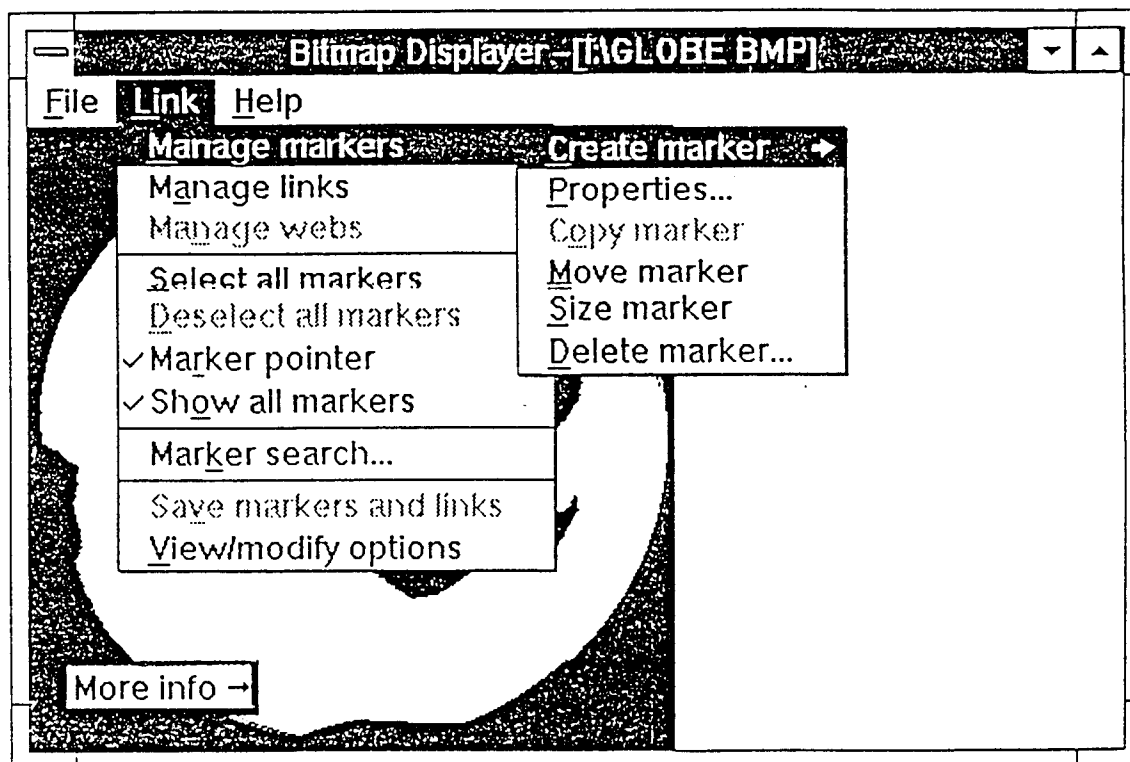 Bitmap Displayer-[I:\GLOBE BMP]
File Link Help
Manage markers
Manage links
Manage webs
Select all markers
Deselect all markers
✓Marker pointer
✓Show all markers
Marker search...
Save markers and links
View/modify options
Create marker →
Properties...
Copy marker
Move marker
Size marker
Delete marker...
More info →